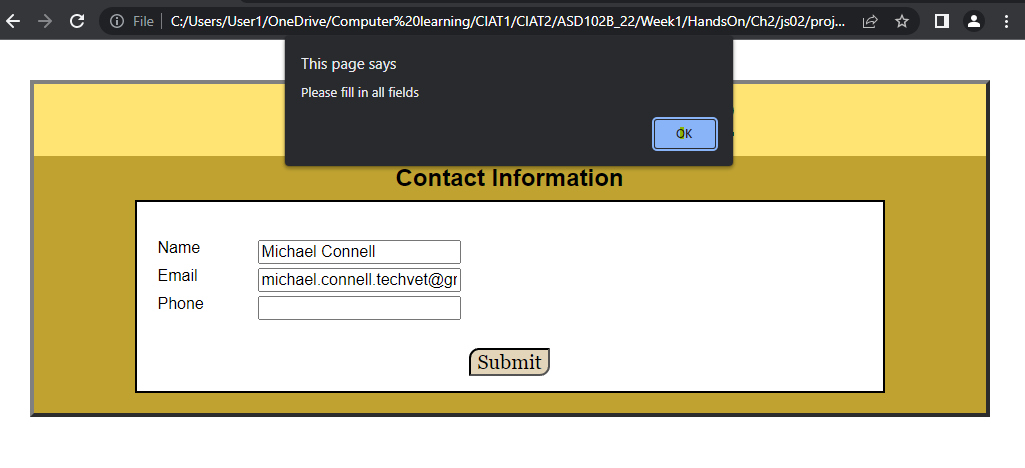 File C:/Users/User1/OneDrive/Computer%20learning/CIAT1/CIAT2/ASD102B_22/Week1/HandsOn/Ch2/js02/proj...
This page says
Please fill in all fields
OK
Contact Information
Name Michael Connell
Email michael.connell.techvet@gr
Phone
Submit